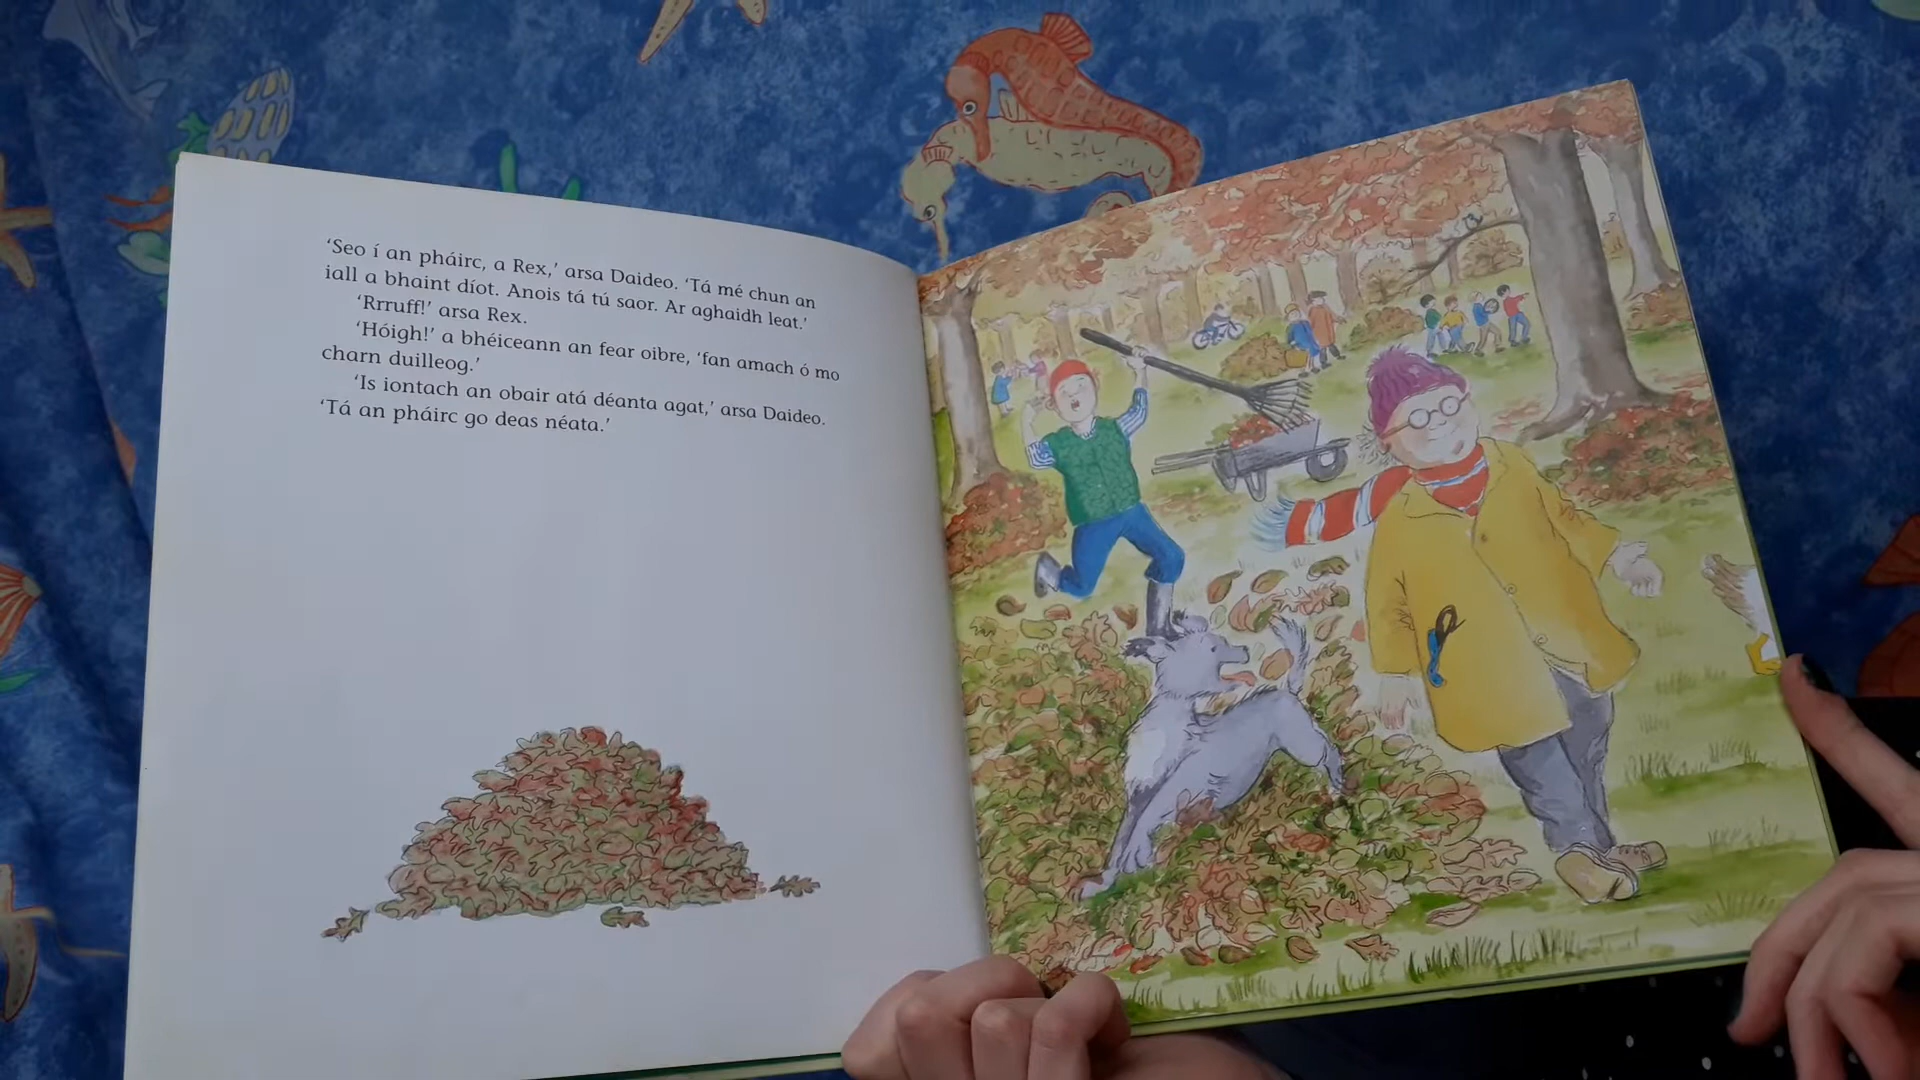 ‘Seo í an pháirc, a Rex,’ arsa Daideo. ‘Tá mé chun an
iall a bhaint díot. Anois tá tú saor. Ar aghaidh leat.’
‘Rrruff!’ arsa Rex.
‘Hóigh!’ a bhéiceann an fear oibre, ‘fan amach ó mo
charn duilleog.’
‘Is iontach an obair atá déanta agat,’ arsa Daideo.
‘Tá an pháirc go deas néata.’